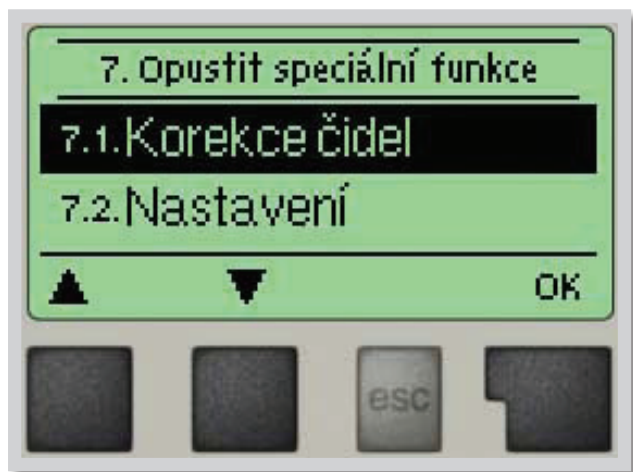 7. Opustit speciální funkce
7.1. Korekce čidel
7.2. Nastavení
OK
esc